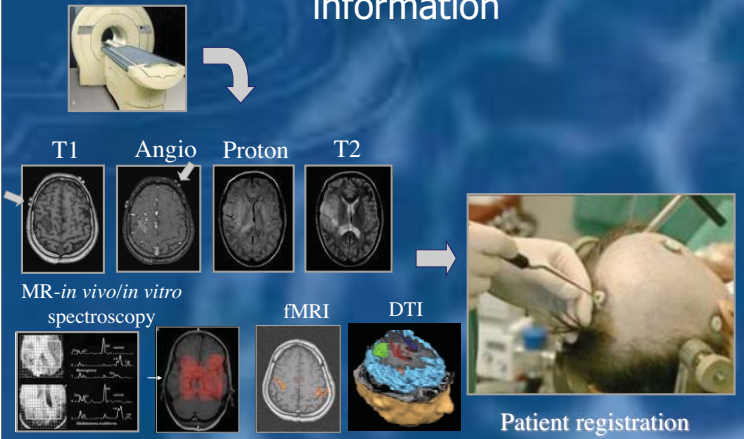 information
T1 Angio Proton T2
MR-in vivo/in vitro
spectroscopy
fMRI
DTI
Patient registration